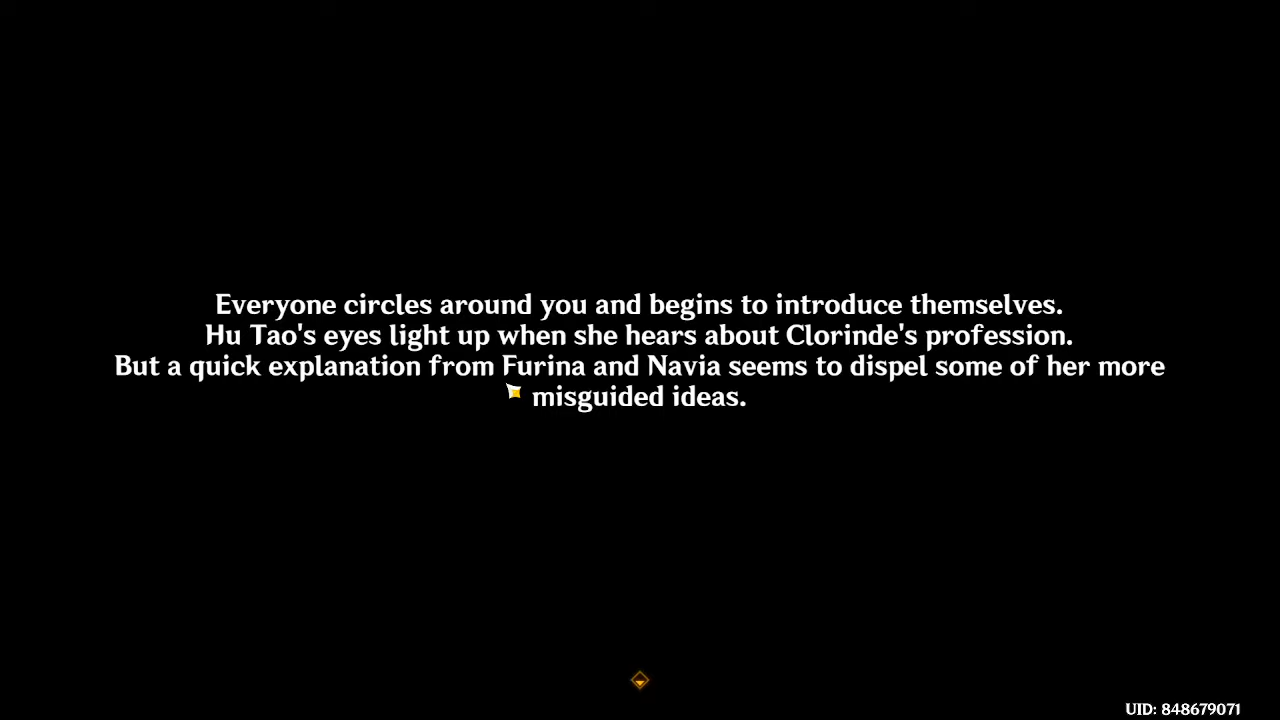 Everyone circles around you and begins to introduce themselves.
Hu Tao's eyes light up when she hears about Clorinde's profession.
But a quick explanation from Furina and Navia seems to dispel some of her more
misguided ideas.
UID: 848679071